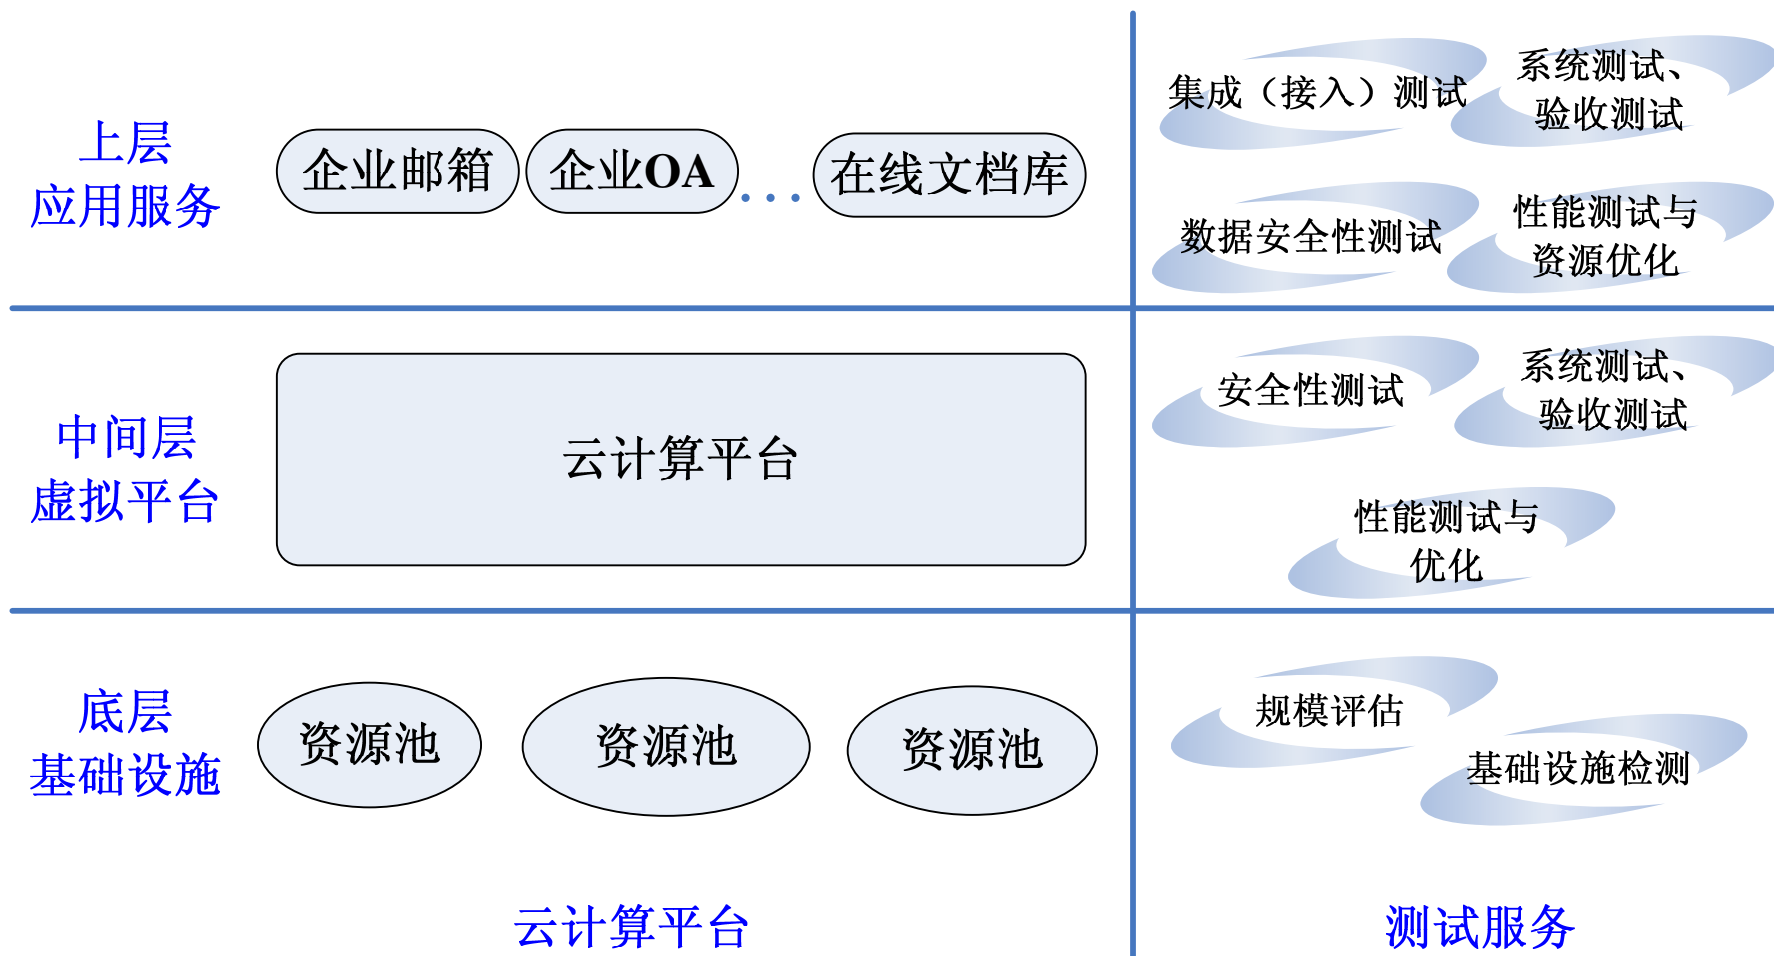 上层
应用服务
企业邮箱
企业OA
...
在线文档库
集成（接入）测试
系统测试、
验收测试
数据安全性测试
性能测试与
资源优化
中间层
虚拟平台
云计算平台
安全性测试
系统测试、
验收测试
性能测试与
优化
底层
基础设施
资源池
资源池
资源池
规模评估
基础设施检测
云计算平台
测试服务